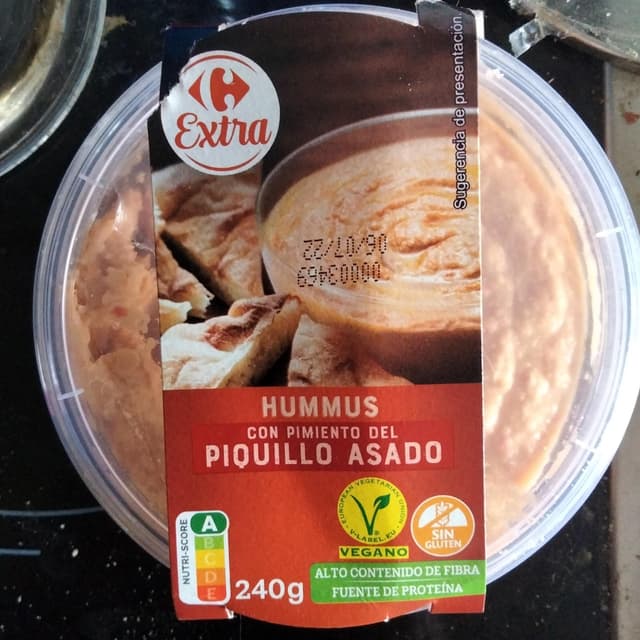 Extra
Sugerencia de presentación.
06/07/22
00003469
HUMMUS
CON PIMIENTO DEL
PIQUILLO ASADO
EUROPEAN VEGETARIAN UNION
V-LABEL.EU
VEGANO
SIN
GLUTEN
NUTRI-SCORE
A
B
C
D
E
240g
ALTO CONTENIDO DE FIBRA
FUENTE DE PROTEÍNA